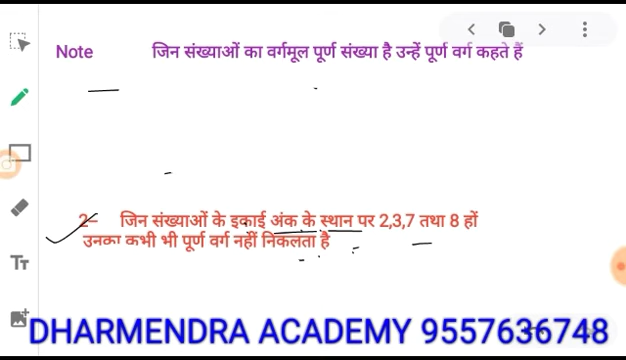 Note जिन संख्याओं का वर्गमूल पूर्ण संख्या है उन्हें पूर्ण वर्ग कहते हैं
2- जिन संख्याओं के इकाई अंक के स्थान पर 2,3,7 तथा 8 हों
उनका कभी भी पूर्ण वर्ग नहीं निकलता है
TT
DHARMENDRA ACADEMY 9557636748